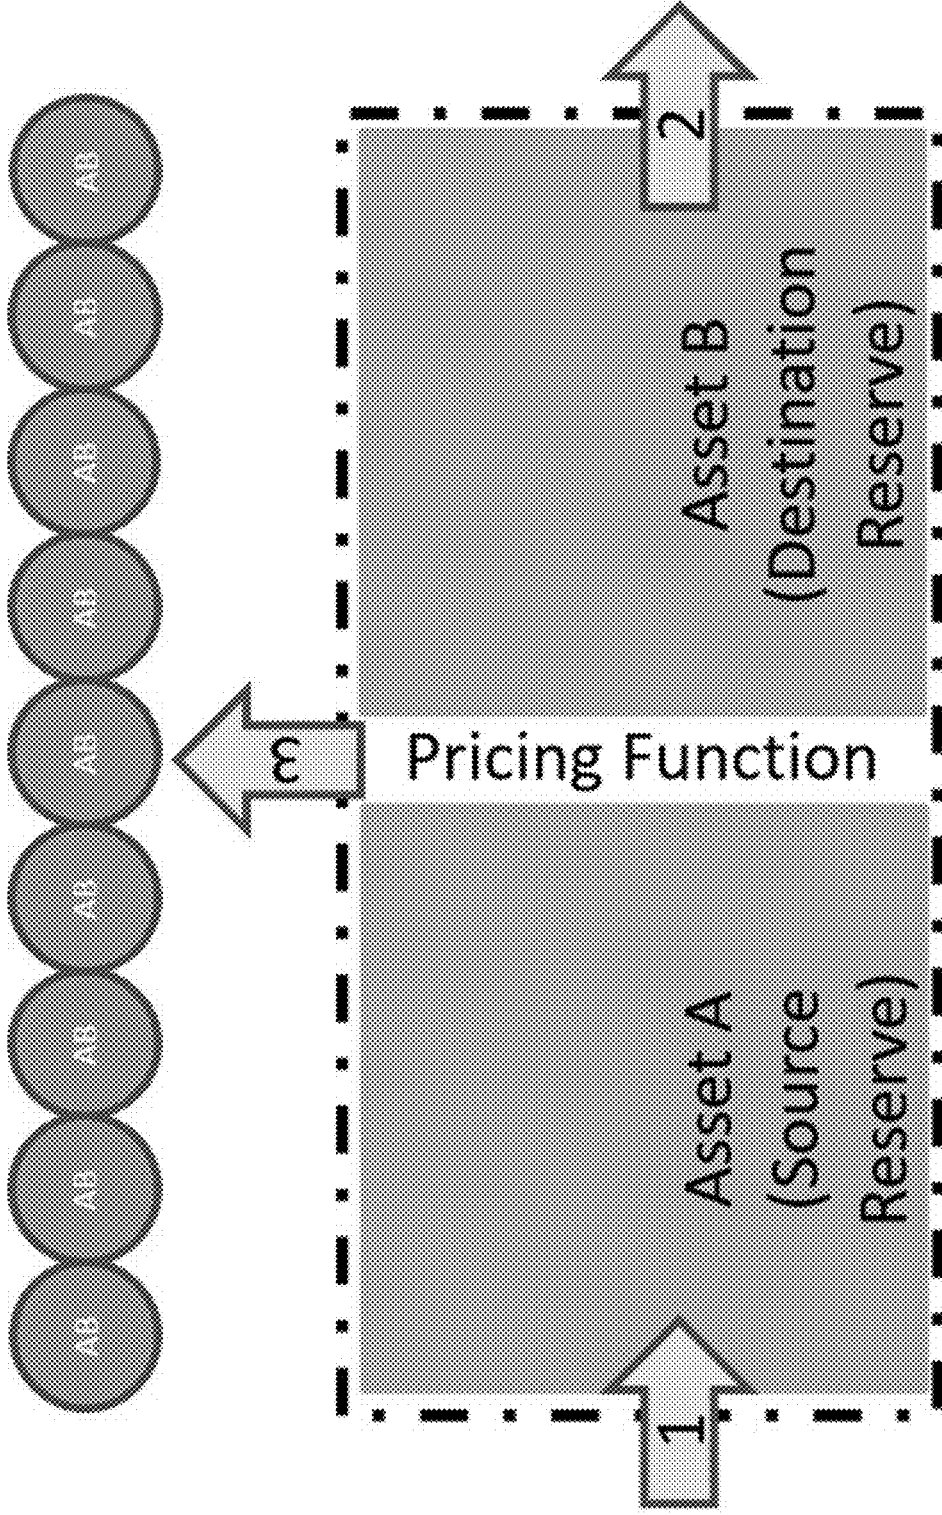 AB AB AB AB AB AB AB AB AB
3
Pricing Function
1
2
Asset A
(Source
Reserve)
Asset B
(Destination
Reserve)